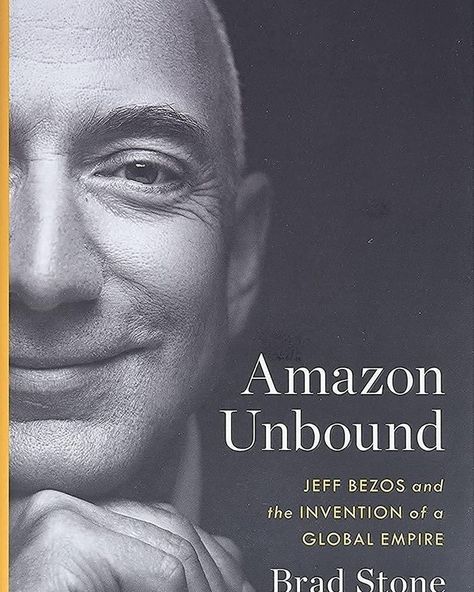 Amazon
Unbound
JEFF BEZOS and
the INVENTION of a
GLOBAL EMPIRE
Brad Stone